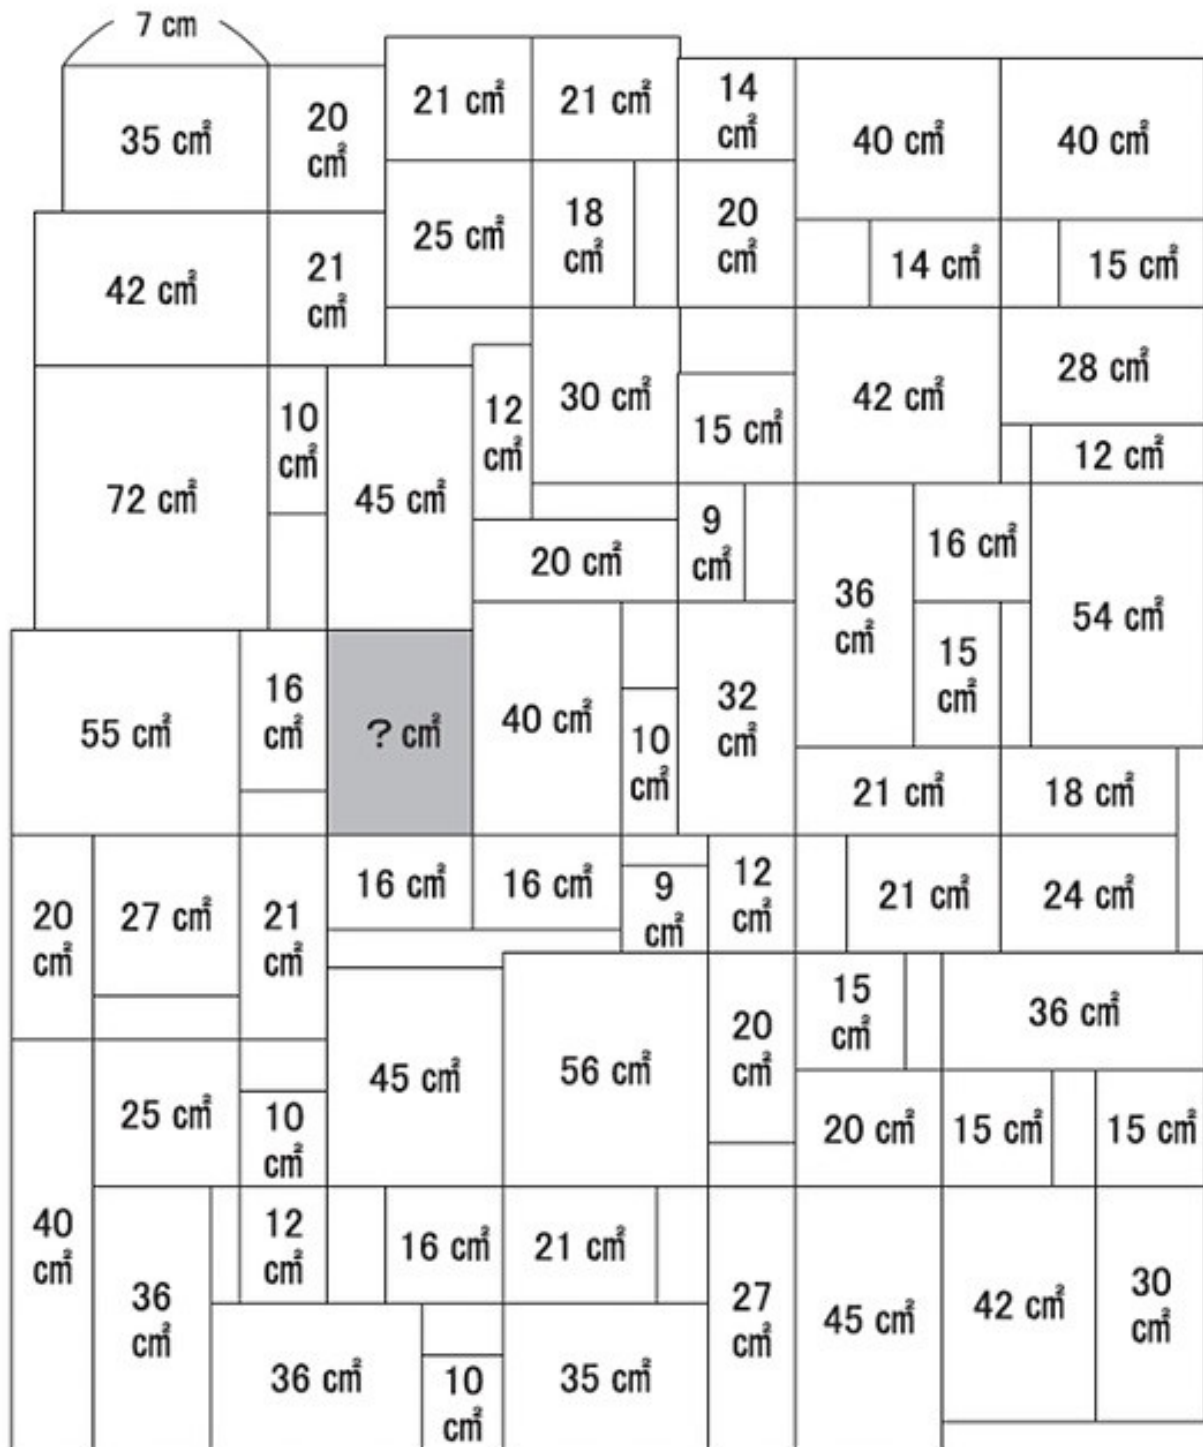 7 cm
35 cm²
20
cm²
21 cm²
21 cm²
14
cm²
40 cm²
40 cm²
25 cm²
18
cm²
20
cm²
14 cm²
15 cm²
42 cm²
21
cm²
72 cm²
10
cm²
45 cm²
12
cm²
30 cm²
15 cm²
42 cm²
28 cm²
12 cm²
20 cm²
9
cm²
36
cm²
16 cm²
54 cm²
15
cm²
55 cm²
16
cm²
? cm²
40 cm²
10
cm²
32
cm²
21 cm²
18 cm²
20
cm²
27 cm²
21
cm²
16 cm²
16 cm²
9
cm²
12
cm²
21 cm²
24 cm²
45 cm²
56 cm²
20
cm²
15
cm²
36 cm²
25 cm²
10
cm²
20 cm²
15 cm²
15 cm²
40
cm²
36
cm²
12
cm²
16 cm²
21 cm²
27
cm²
45 cm²
42 cm²
30
cm²
36 cm²
10
cm²
35 cm²